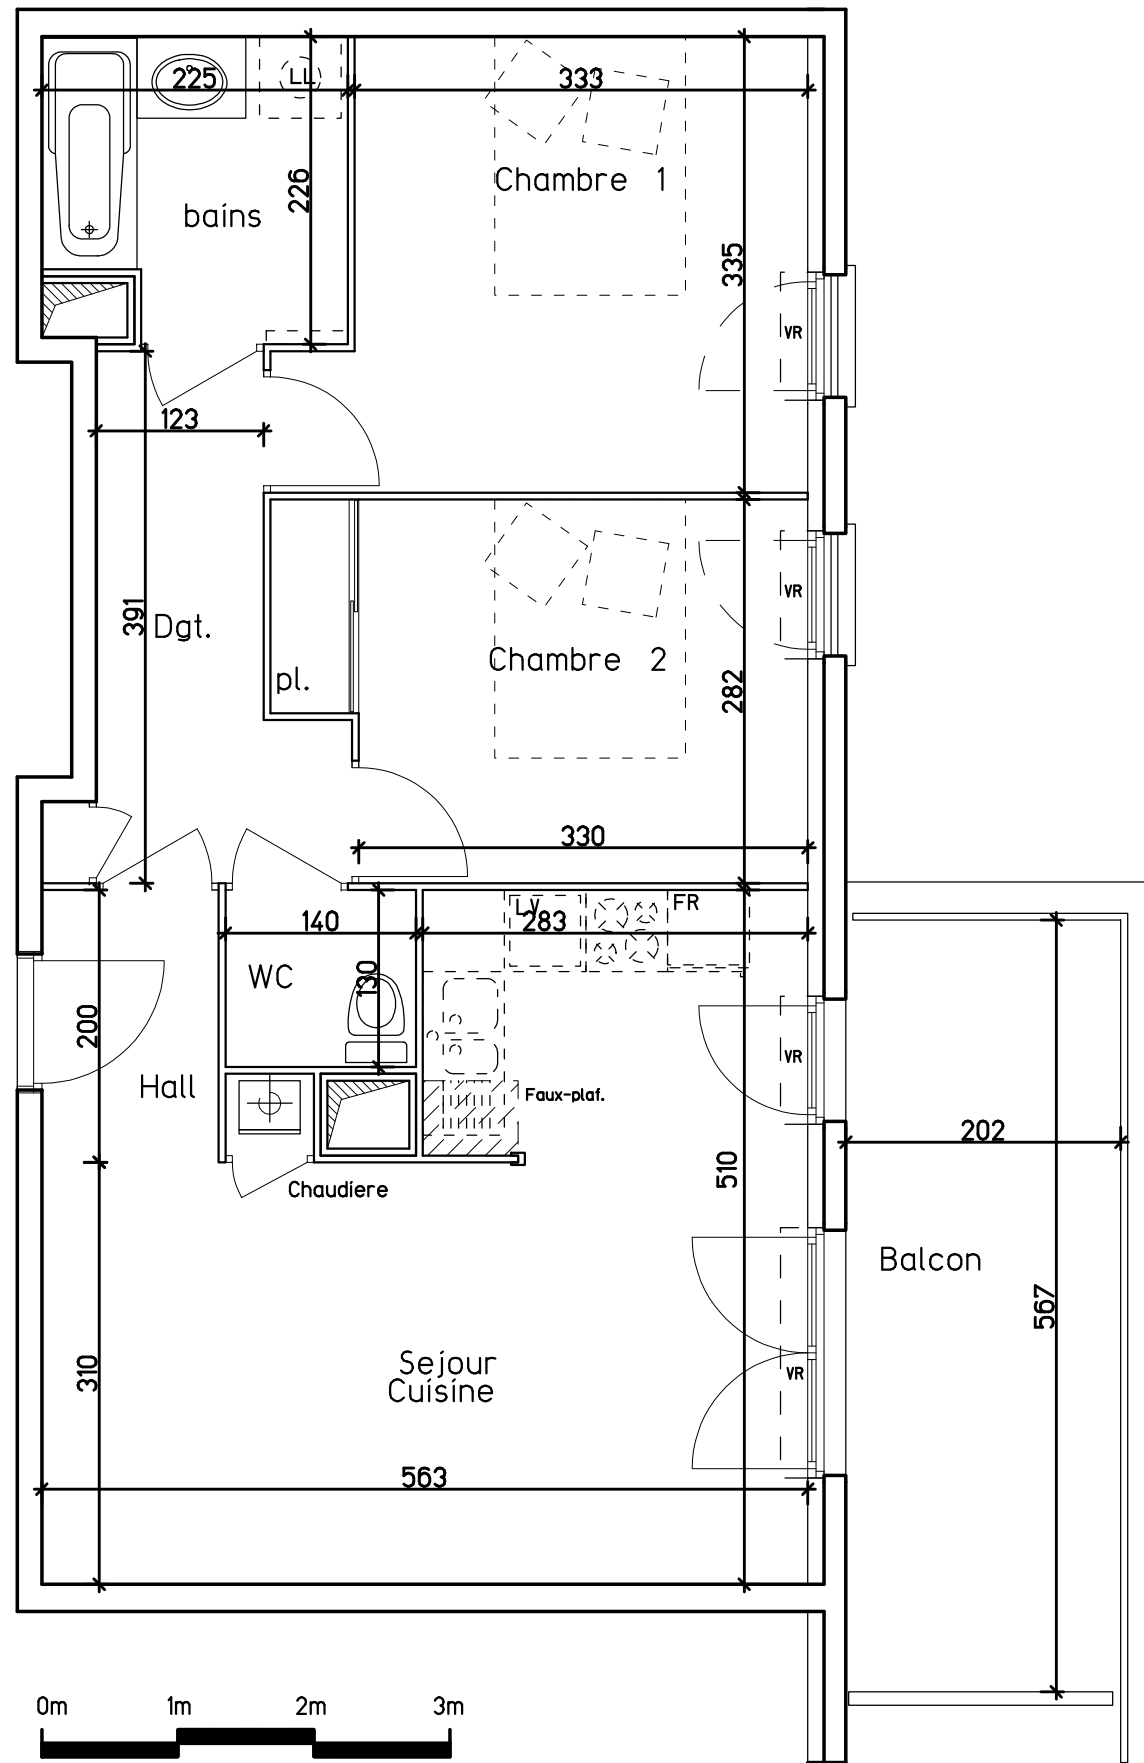 225
LL
333
226
bains
Chambre 1
335
VR
123
391
Dgt.
VR
Chambre 2
pl.
282
330
LV
FR
140
283
WC
130
200
VR
Hall
Faux-plaf.
202
510
Chaudiere
Balcon
567
Sejour
Cuisine
310
VR
563
0m 1m 2m 3m